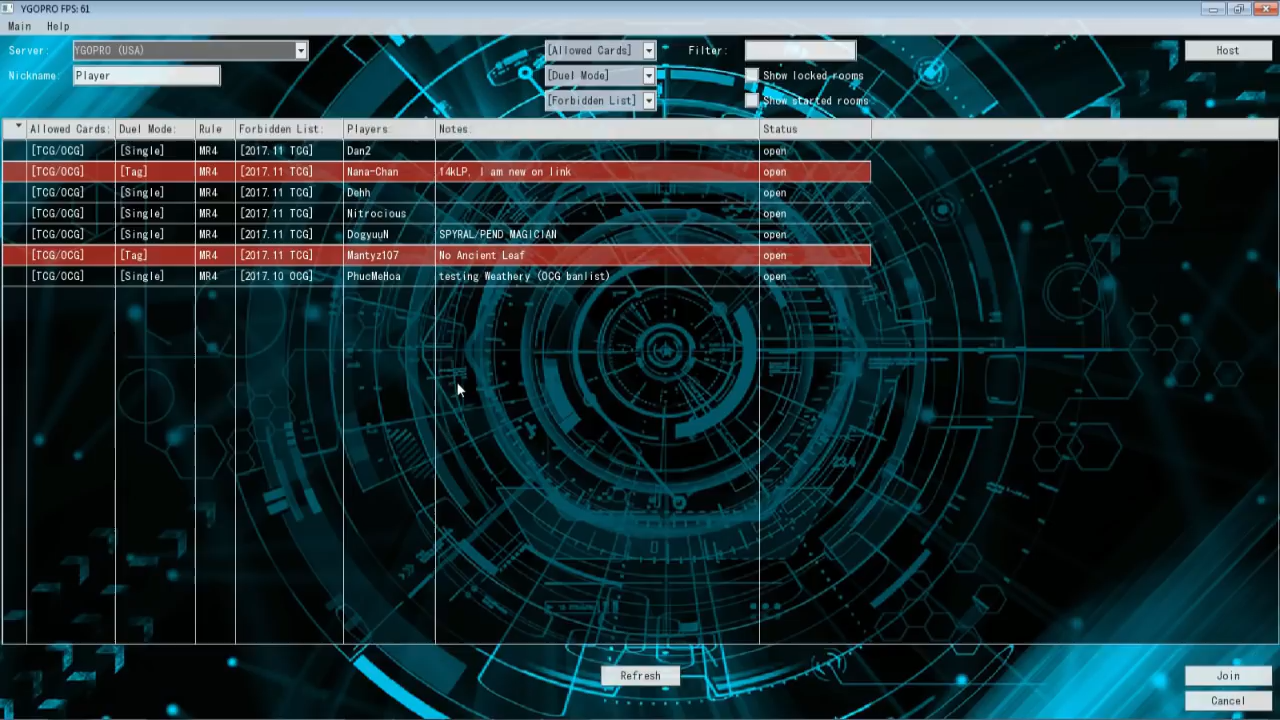 YGOPRO FPS: 61
Main Help
Server: YGOPRO (USA) [Allowed Cards] Filter: Host
Nickname: Player [Duel Mode] Show locked rooms
[Forbidden List] Show started rooms
Allowed Cards: Duel Mode: Rule Forbidden List: Players: Notes: Status
[TCG/OCG] [Single] MR4 [2017.11 TCG] Dan2 open
[TCG/OCG] [Tag] MR4 [2017.11 TCG] Nana-Chan 14kLP, I am new on link open
[TCG/OCG] [Single] MR4 [2017.11 TCG] Dehh open
[TCG/OCG] [Single] MR4 [2017.11 TCG] Nitrocious open
[TCG/OCG] [Single] MR4 [2017.11 TCG] DogyuuN SPYRAL/PEND MAGICIAN open
[TCG/OCG] [Tag] MR4 [2017.11 TCG] Mantyz107 No Ancient Leaf open
[TCG/OCG] [Single] MR4 [2017.10 OCG] PhucMeHoa testing Weathery (OCG banlist) open
23.4
Refresh Join
Cancel